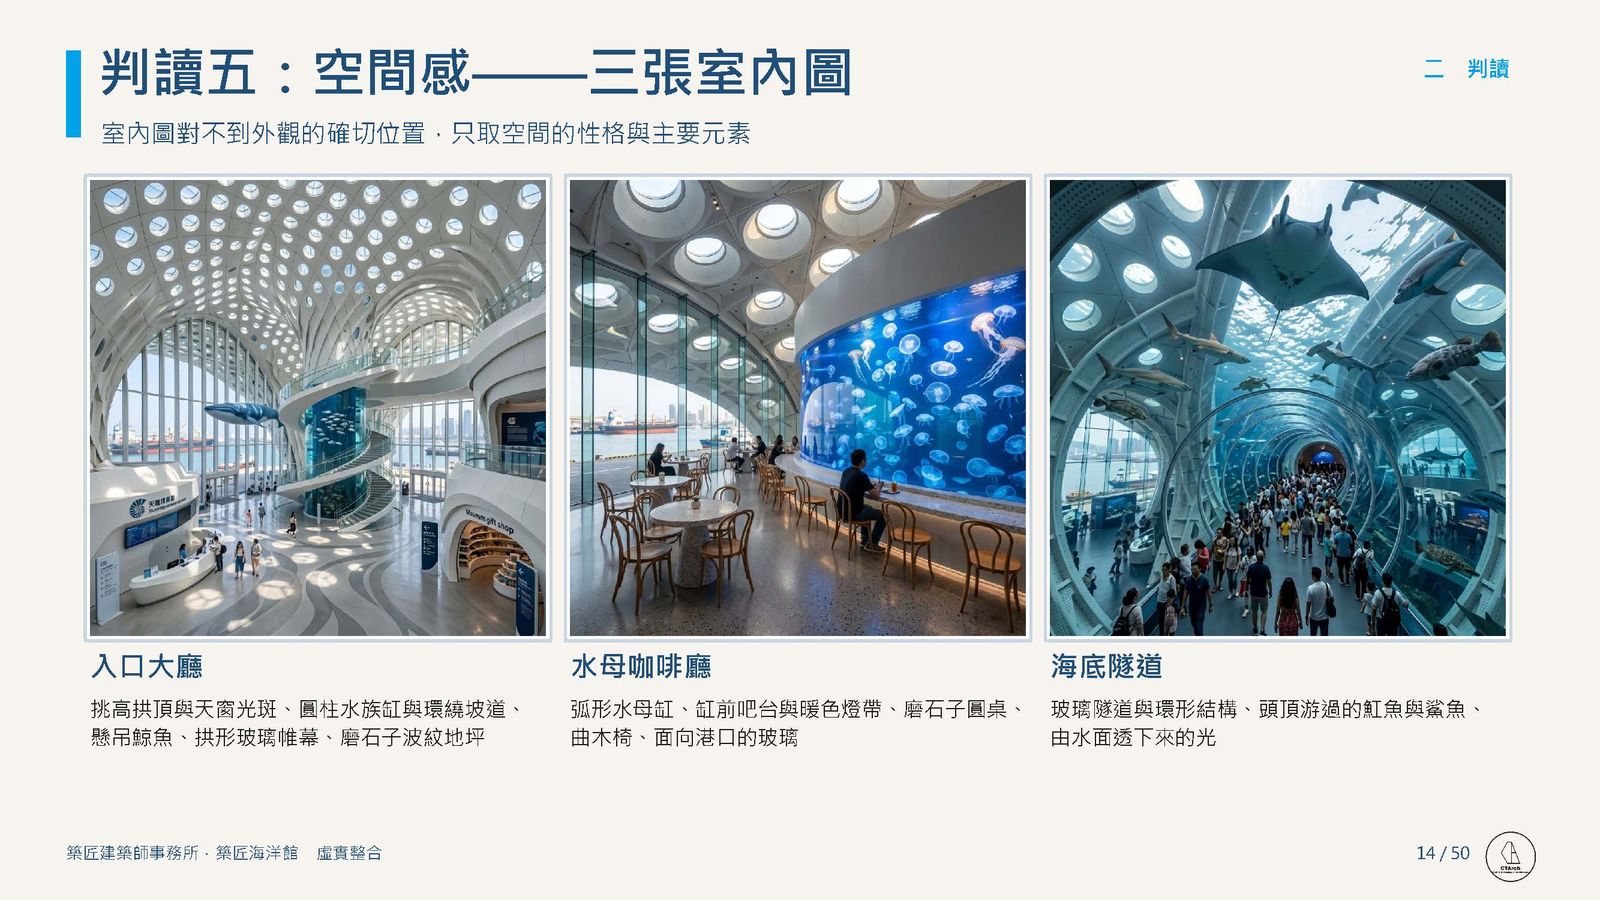 判讀五：空間感——三張室內圖
二　判讀
室內圖對不到外觀的確切位置，只取空間的性格與主要元素
Museum gift shop
入口大廳
挑高拱頂與天窗光斑、圓柱水族缸與環繞坡道、
懸吊鯨魚、拱形玻璃帷幕、磨石子波紋地坪
水母咖啡廳
弧形水母缸、缸前吧台與暖色燈帶、磨石子圓桌、
曲木椅、面向港口的玻璃
海底隧道
玻璃隧道與環形結構、頭頂游過的魟魚與鯊魚、
由水面透下來的光
築匠建築師事務所．築匠海洋館　虛實整合
14 / 50
CTArch